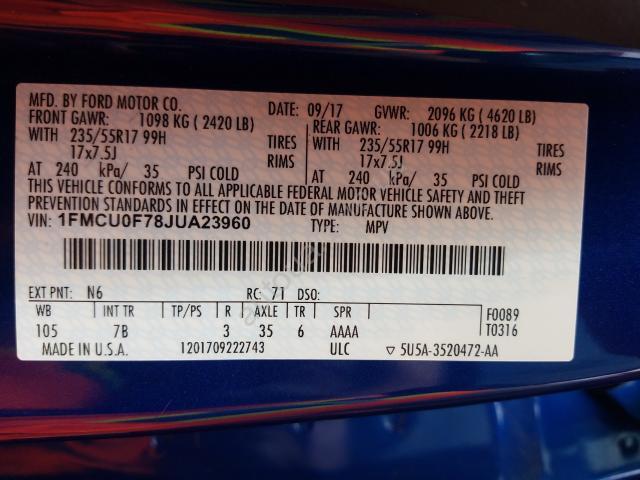 MFD. BY FORD MOTOR CO. DATE: 09/17 GVWR: 2096 KG ( 4620 LB)
FRONT GAWR: 1098 KG ( 2420 LB) REAR GAWR: 1006 KG ( 2218 LB)
WITH 235/55R17 99H TIRES WITH 235/55R17 99H TIRES
17x7.5J RIMS 17x7.5J RIMS
AT 240 kPa/ 35 PSI COLD AT 240 kPa/ 35 PSI COLD
THIS VEHICLE CONFORMS TO ALL APPLICABLE FEDERAL MOTOR VEHICLE SAFETY AND THEFT
PREVENTION STANDARDS IN EFFECT ON THE DATE OF MANUFACTURE SHOWN ABOVE.
VIN: 1FMCU0F78JUA23960 TYPE: MPV
EXT PNT: N6 RC: 71 DSO:
WB INT TR TP/PS R AXLE TR SPR F0089
105 7B 3 35 6 AAAA T0316
MADE IN U.S.A. 1201709222743 ULC ▽ 5U5A-3520472-AA